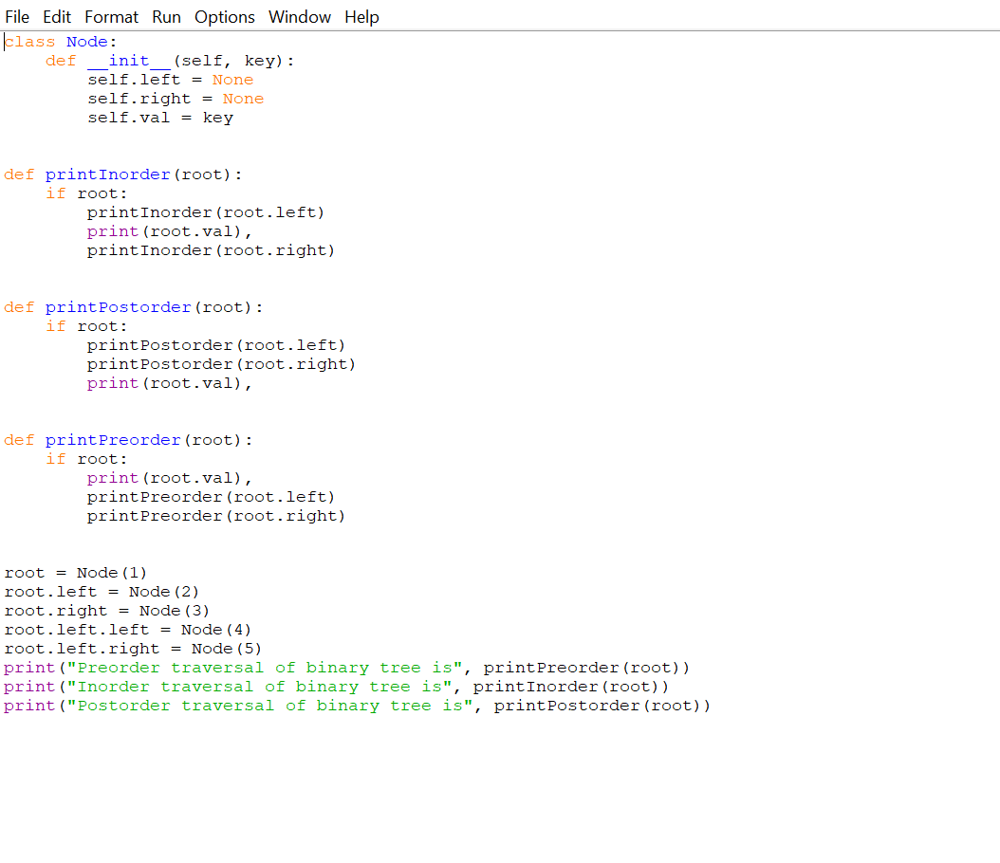 File Edit Format Run Options Window Help
class Node:
    def __init__(self, key):
        self.left = None
        self.right = None
        self.val = key
def printInorder(root):
    if root:
        printInorder(root.left)
        print(root.val),
        printInorder(root.right)
def printPostorder(root):
    if root:
        printPostorder(root.left)
        printPostorder(root.right)
        print(root.val),
def printPreorder(root):
    if root:
        print(root.val),
        printPreorder(root.left)
        printPreorder(root.right)
root = Node(1)
root.left = Node(2)
root.right = Node(3)
root.left.left = Node(4)
root.left.right = Node(5)
print("Preorder traversal of binary tree is", printPreorder(root))
print("Inorder traversal of binary tree is", printInorder(root))
print("Postorder traversal of binary tree is", printPostorder(root))